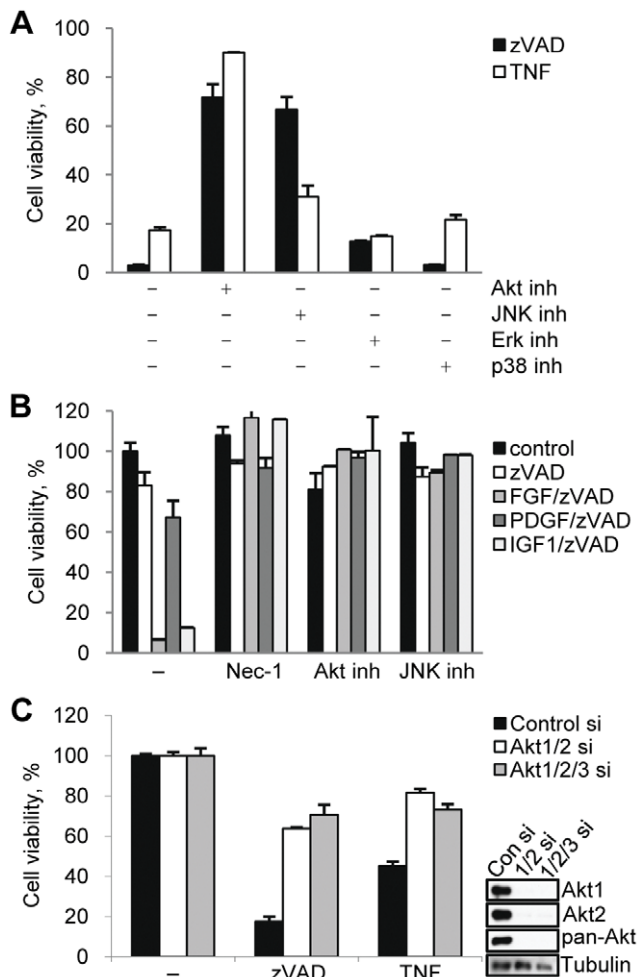 A
100
80
60
40
20
0
Cell viability, %
zVAD
TNF
– + – – – Akt inh
– – + – – JNK inh
– – – + – Erk inh
– – – – + p38 inh
B
120
100
80
60
40
20
0
Cell viability, %
control
zVAD
FGF/zVAD
PDGF/zVAD
IGF1/zVAD
– Nec-1 Akt inh JNK inh
C
120
100
80
60
40
20
0
Cell viability, %
Control si
Akt1/2 si
Akt1/2/3 si
– zVAD TNF
Con si 1/2 si 1/2/3 si
Akt1
Akt2
pan-Akt
Tubulin